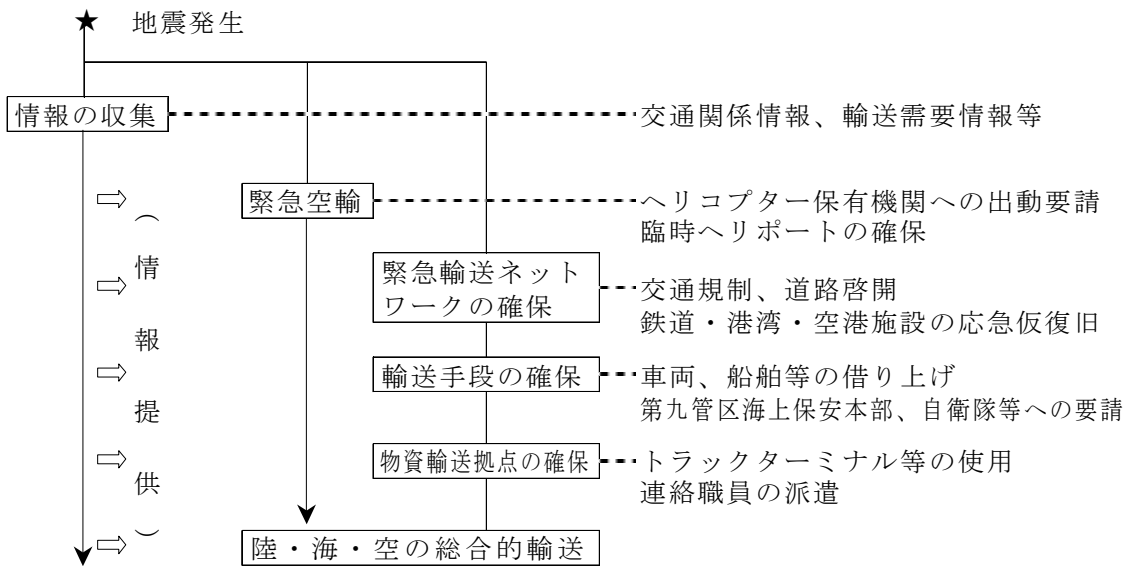 ★ 地震発生
情報の収集
交通関係情報、輸送需要情報等
(情報提供)
緊急空輸
ヘリコプター保有機関への出動要請
臨時ヘリポートの確保
緊急輸送ネット
ワークの確保
交通規制、道路啓開
鉄道・港湾・空港施設の応急仮復旧
輸送手段の確保
車両、船舶等の借り上げ
第九管区海上保安本部、自衛隊等への要請
物資輸送拠点の確保
トラックターミナル等の使用
連絡職員の派遣
陸・海・空の総合的輸送